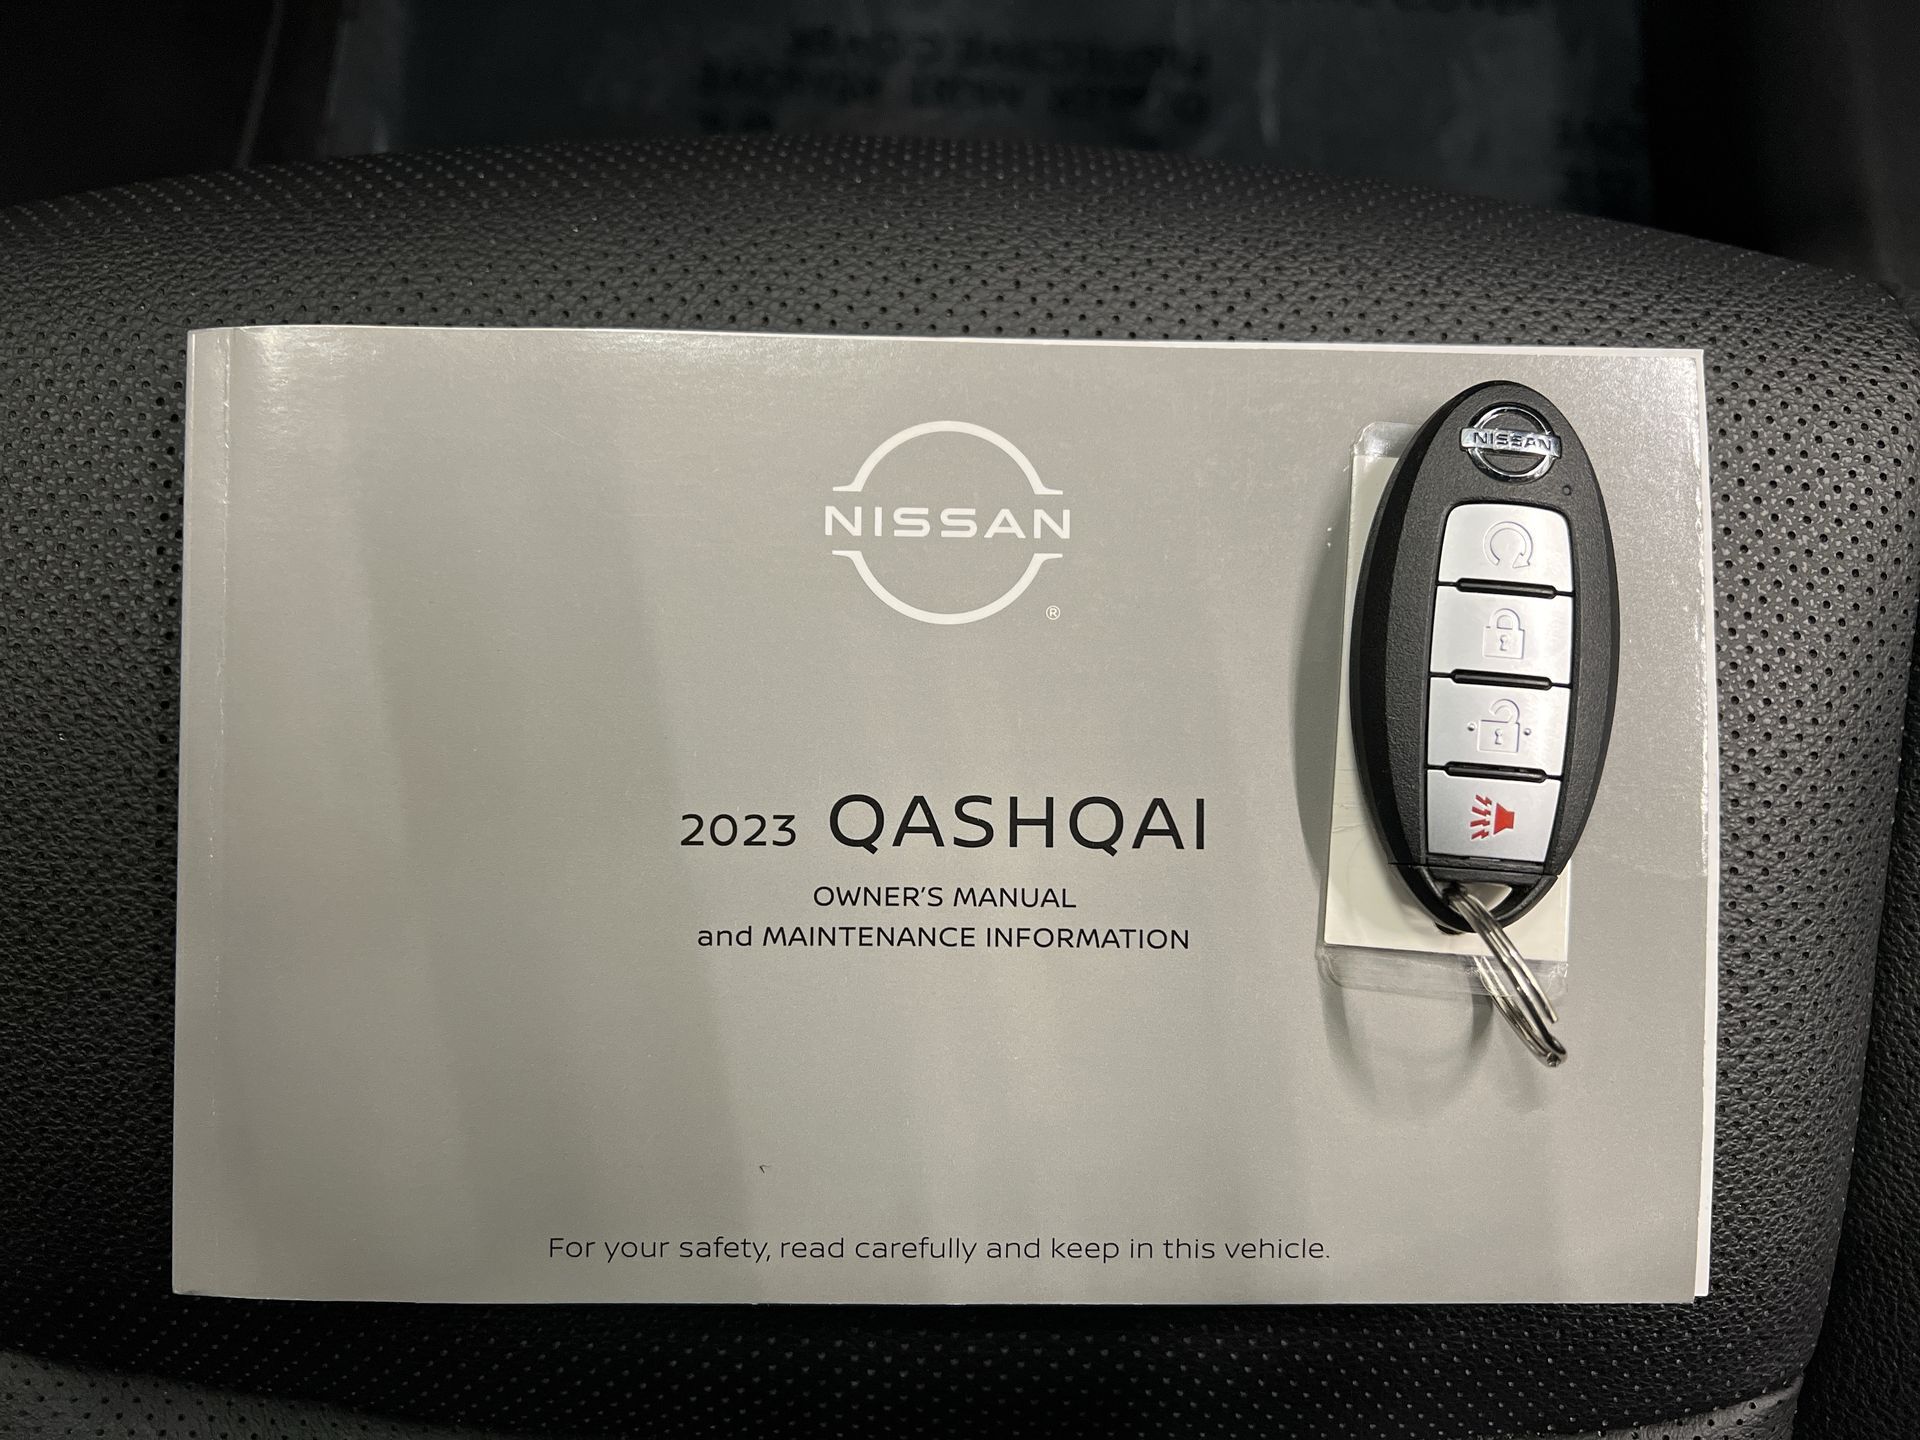 NISSAN
®
NISSAN
2023 QASHQAI
OWNER'S MANUAL
and MAINTENANCE INFORMATION
For your safety, read carefully and keep in this vehicle.